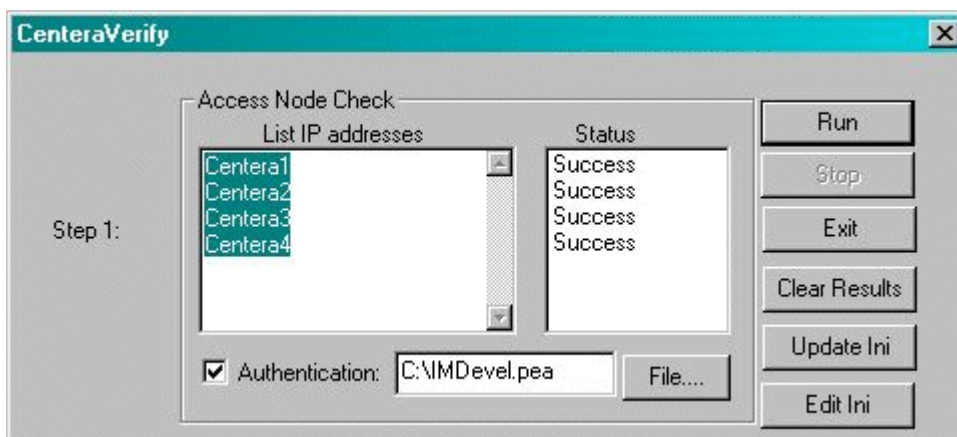 CenteraVerify
Access Node Check
List IP addresses
Status
Centera1
Centera2
Centera3
Centera4
Success
Success
Success
Success
Step 1:
Authentication:
C:\IMDevel.pea
File....
Run
Stop
Exit
Clear Results
Update Ini
Edit Ini